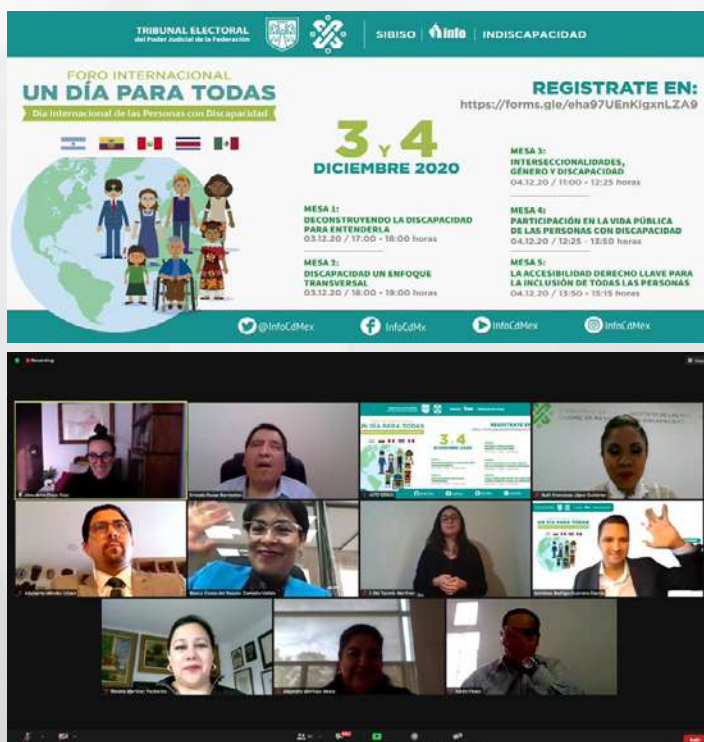 TRIBUNAL ELECTORAL
del Poder Judicial de la Federación
SIBISO
info
INDISCAPACIDAD
FORO INTERNACIONAL
UN DÍA PARA TODAS
Día Internacional de las Personas con Discapacidad
REGISTRATE EN:
https://forms.gle/eha97UEnKigxnLZA9
3 Y 4
DICIEMBRE 2020
MESA 1:
DECONSTRUYENDO LA DISCAPACIDAD
PARA ENTENDERLA
03.12.20 / 17:00 - 18:00 horas
MESA 2:
DISCAPACIDAD UN ENFOQUE
TRANSVERSAL
03.12.20 / 18:00 - 19:00 horas
MESA 3:
INTERSECCIONALIDADES,
GÉNERO Y DISCAPACIDAD
04.12.20 / 11:00 - 12:25 horas
MESA 4:
PARTICIPACIÓN EN LA VIDA PÚBLICA
DE LAS PERSONAS CON DISCAPACIDAD
04.12.20 / 12:25 - 13:50 horas
MESA 5:
LA ACCESIBILIDAD DERECHO LLAVE PARA
LA INCLUSIÓN DE TODAS LAS PERSONAS
04.12.20 / 13:50 - 15:15 horas
@InfoCdMex
InfoCdMx
InfoCdMex
@InfoCdMex
Recording
UN DÍA PARA TODAS
3 Y 4
DICIEMBRE 2020
REGISTRATE EN